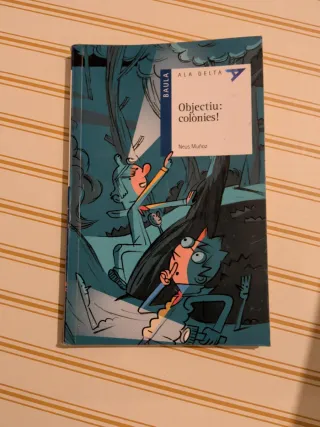 BAULA
ALA DELTA
Objectiu:
colònies!
Neus Muñoz